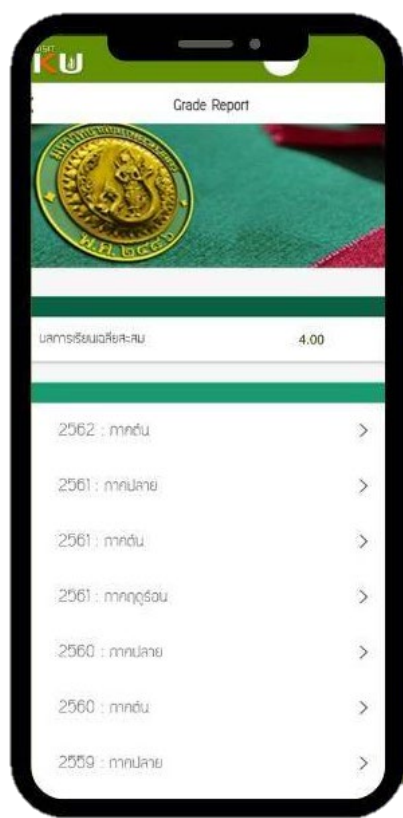 VISIT
KU
Grade Report
พ.ศ. ๒๔๘๖
ผลการเรียนเฉลี่ยสะสม 4.00
2562 : ภาคต้น
2561 : ภาคปลาย
2561 : ภาคต้น
2561 : ภาคฤดูร้อน
2560 : ภาคปลาย
2560 : ภาคต้น
2559 : ภาคปลาย